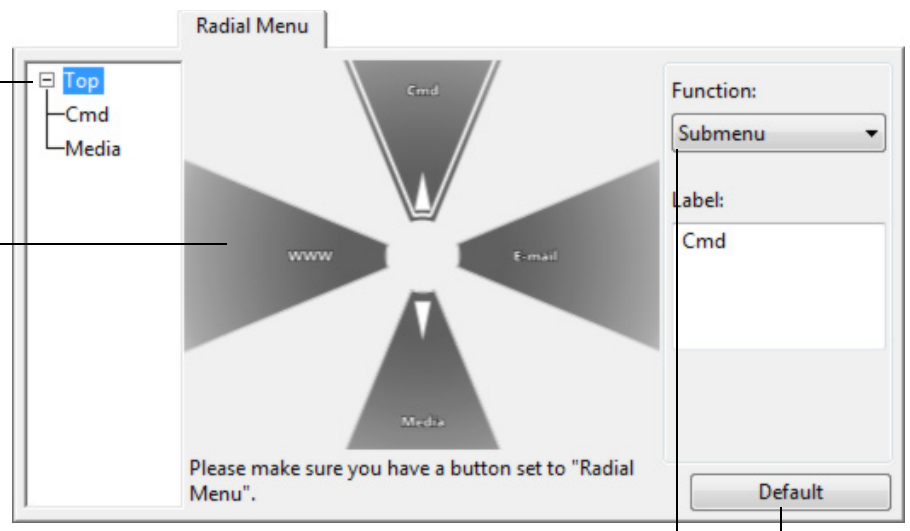 Radial Menu
Top
Cmd
Media
Cmd
WWW
E-mail
Media
Please make sure you have a button set to "Radial
Menu".
Function:
Submenu
Label:
Cmd
Default